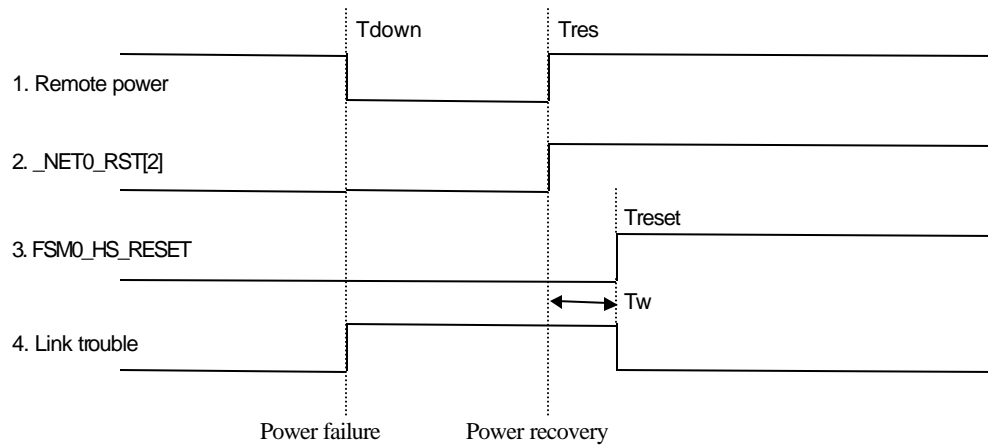 Tdown Tres
1. Remote power
2. _NET0_RST[2]
Treset
3. FSM0_HS_RESET
Tw
4. Link trouble
Power failure Power recovery